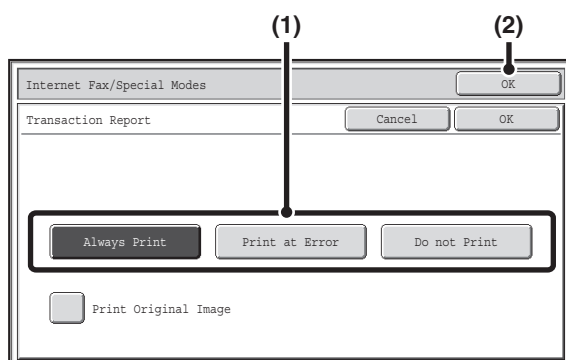 (1) (2)
Internet Fax/Special Modes OK
Transaction Report Cancel OK
Always Print Print at Error Do not Print
Print Original Image